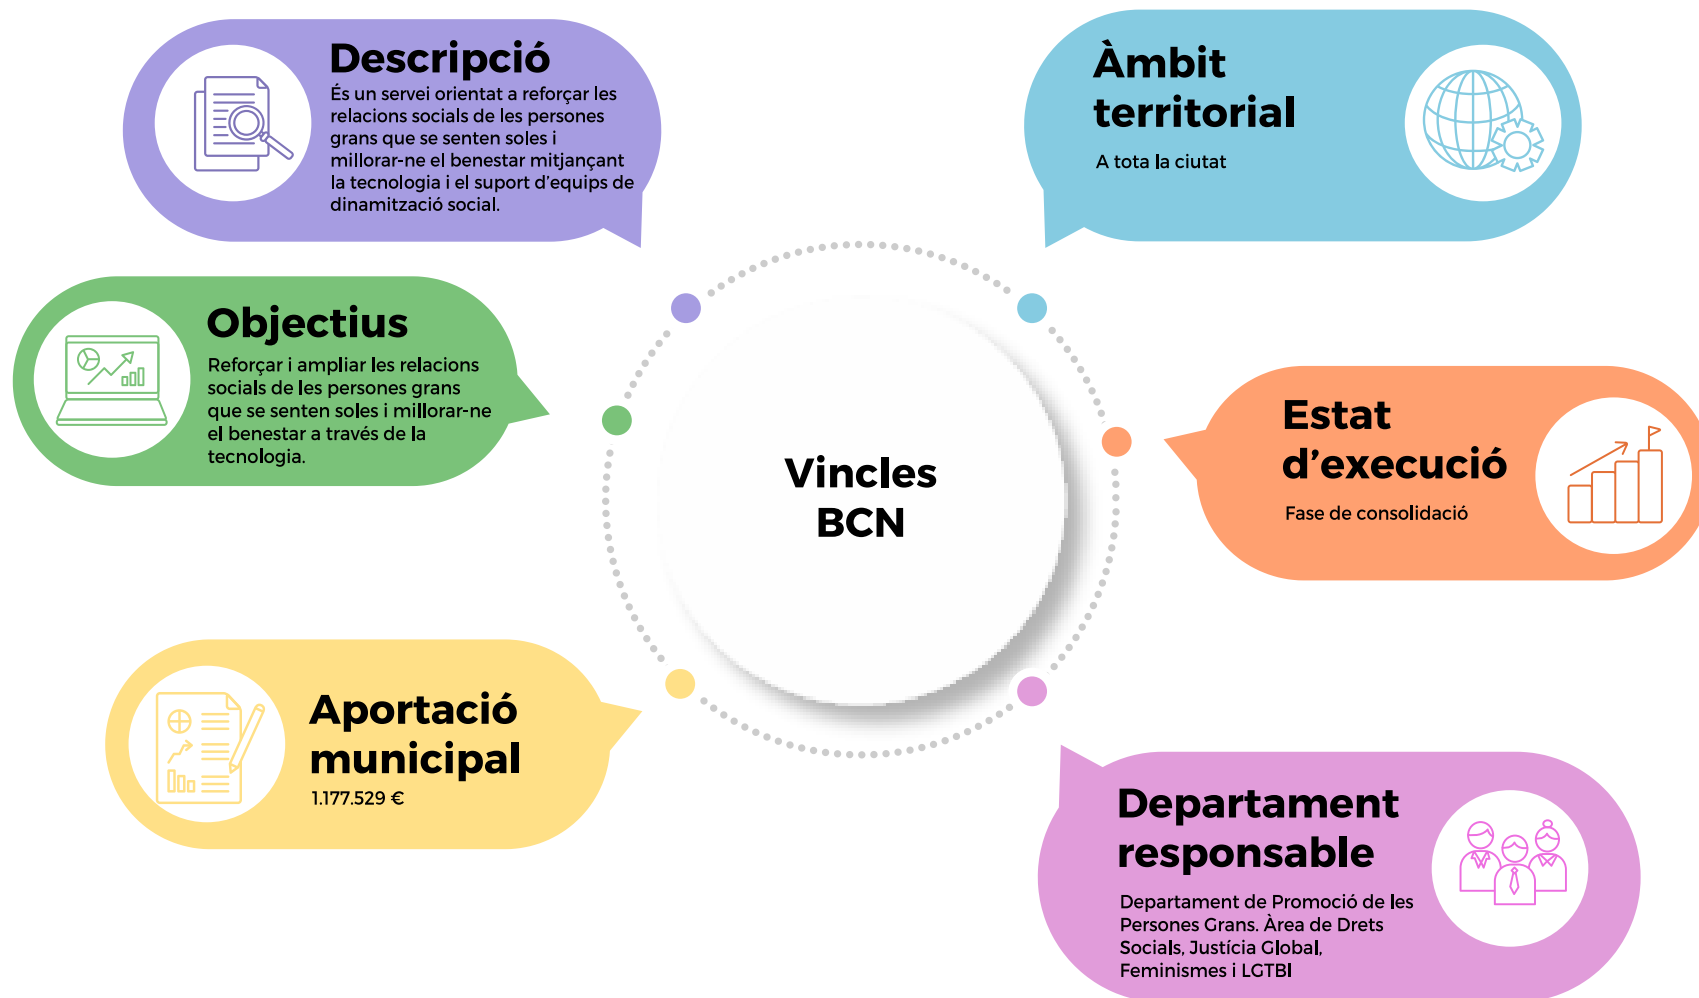 Descripció
És un servei orientat a reforçar les
relacions socials de les persones
grans que se senten soles i
millorar-ne el benestar mitjançant
la tecnologia i el suport d'equips de
dinamització social.
Objectius
Reforçar i ampliar les relacions
socials de les persones grans
que se senten soles i millorar-ne
el benestar a través de la
tecnologia.
Aportació
municipal
1.177.529 €
Vincles
BCN
Àmbit
territorial
A tota la ciutat
Estat
d'execució
Fase de consolidació
Departament
responsable
Departament de Promoció de les
Persones Grans. Àrea de Drets
Socials, Justícia Global,
Feminismes i LGTBI